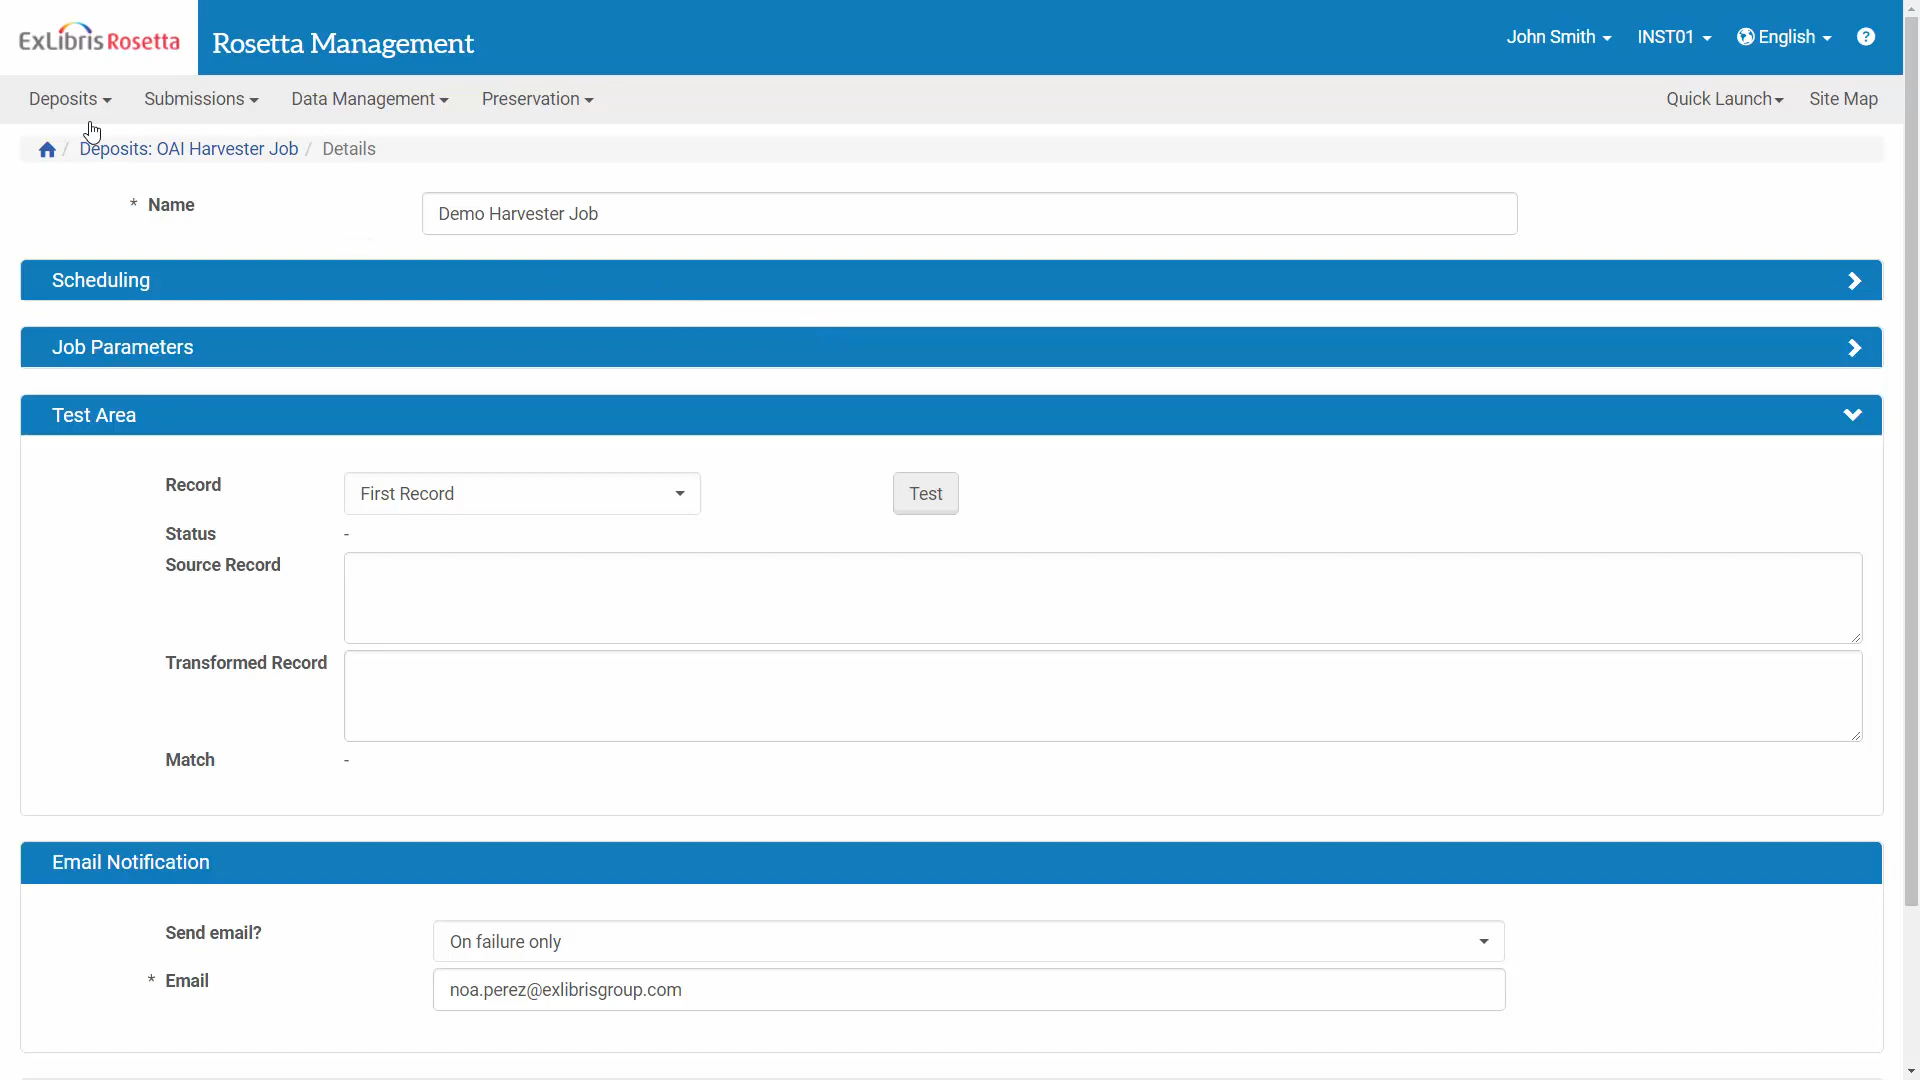 ExLibris Rosetta
Rosetta Management
John Smith
INST01
English
?
Deposits
Submissions
Data Management
Preservation
Quick Launch
Site Map
/ Deposits: OAI Harvester Job / Details
* Name
Demo Harvester Job
Scheduling
Job Parameters
Test Area
Record
First Record
Test
Status
-
Source Record
Transformed Record
Match
-
Email Notification
Send email?
On failure only
* Email
noa.perez@exlibrisgroup.com